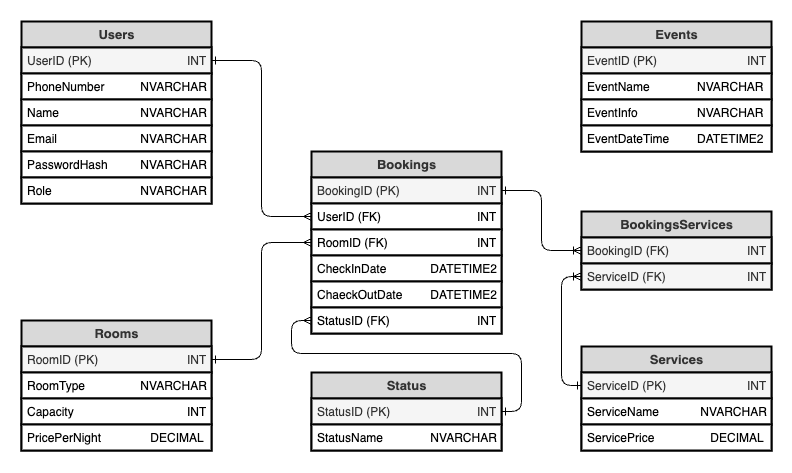 Users
UserID (PK) INT
PhoneNumber NVARCHAR
Name NVARCHAR
Email NVARCHAR
PasswordHash NVARCHAR
Role NVARCHAR
Events
EventID (PK) INT
EventName NVARCHAR
EventInfo NVARCHAR
EventDateTime DATETIME2
Bookings
BookingID (PK) INT
UserID (FK) INT
RoomID (FK) INT
CheckInDate DATETIME2
ChaeckOutDate DATETIME2
StatusID (FK) INT
BookingsServices
BookingID (FK) INT
ServiceID (FK) INT
Rooms
RoomID (PK) INT
RoomType NVARCHAR
Capacity INT
PricePerNight DECIMAL
Status
StatusID (PK) INT
StatusName NVARCHAR
Services
ServiceID (PK) INT
ServiceName NVARCHAR
ServicePrice DECIMAL